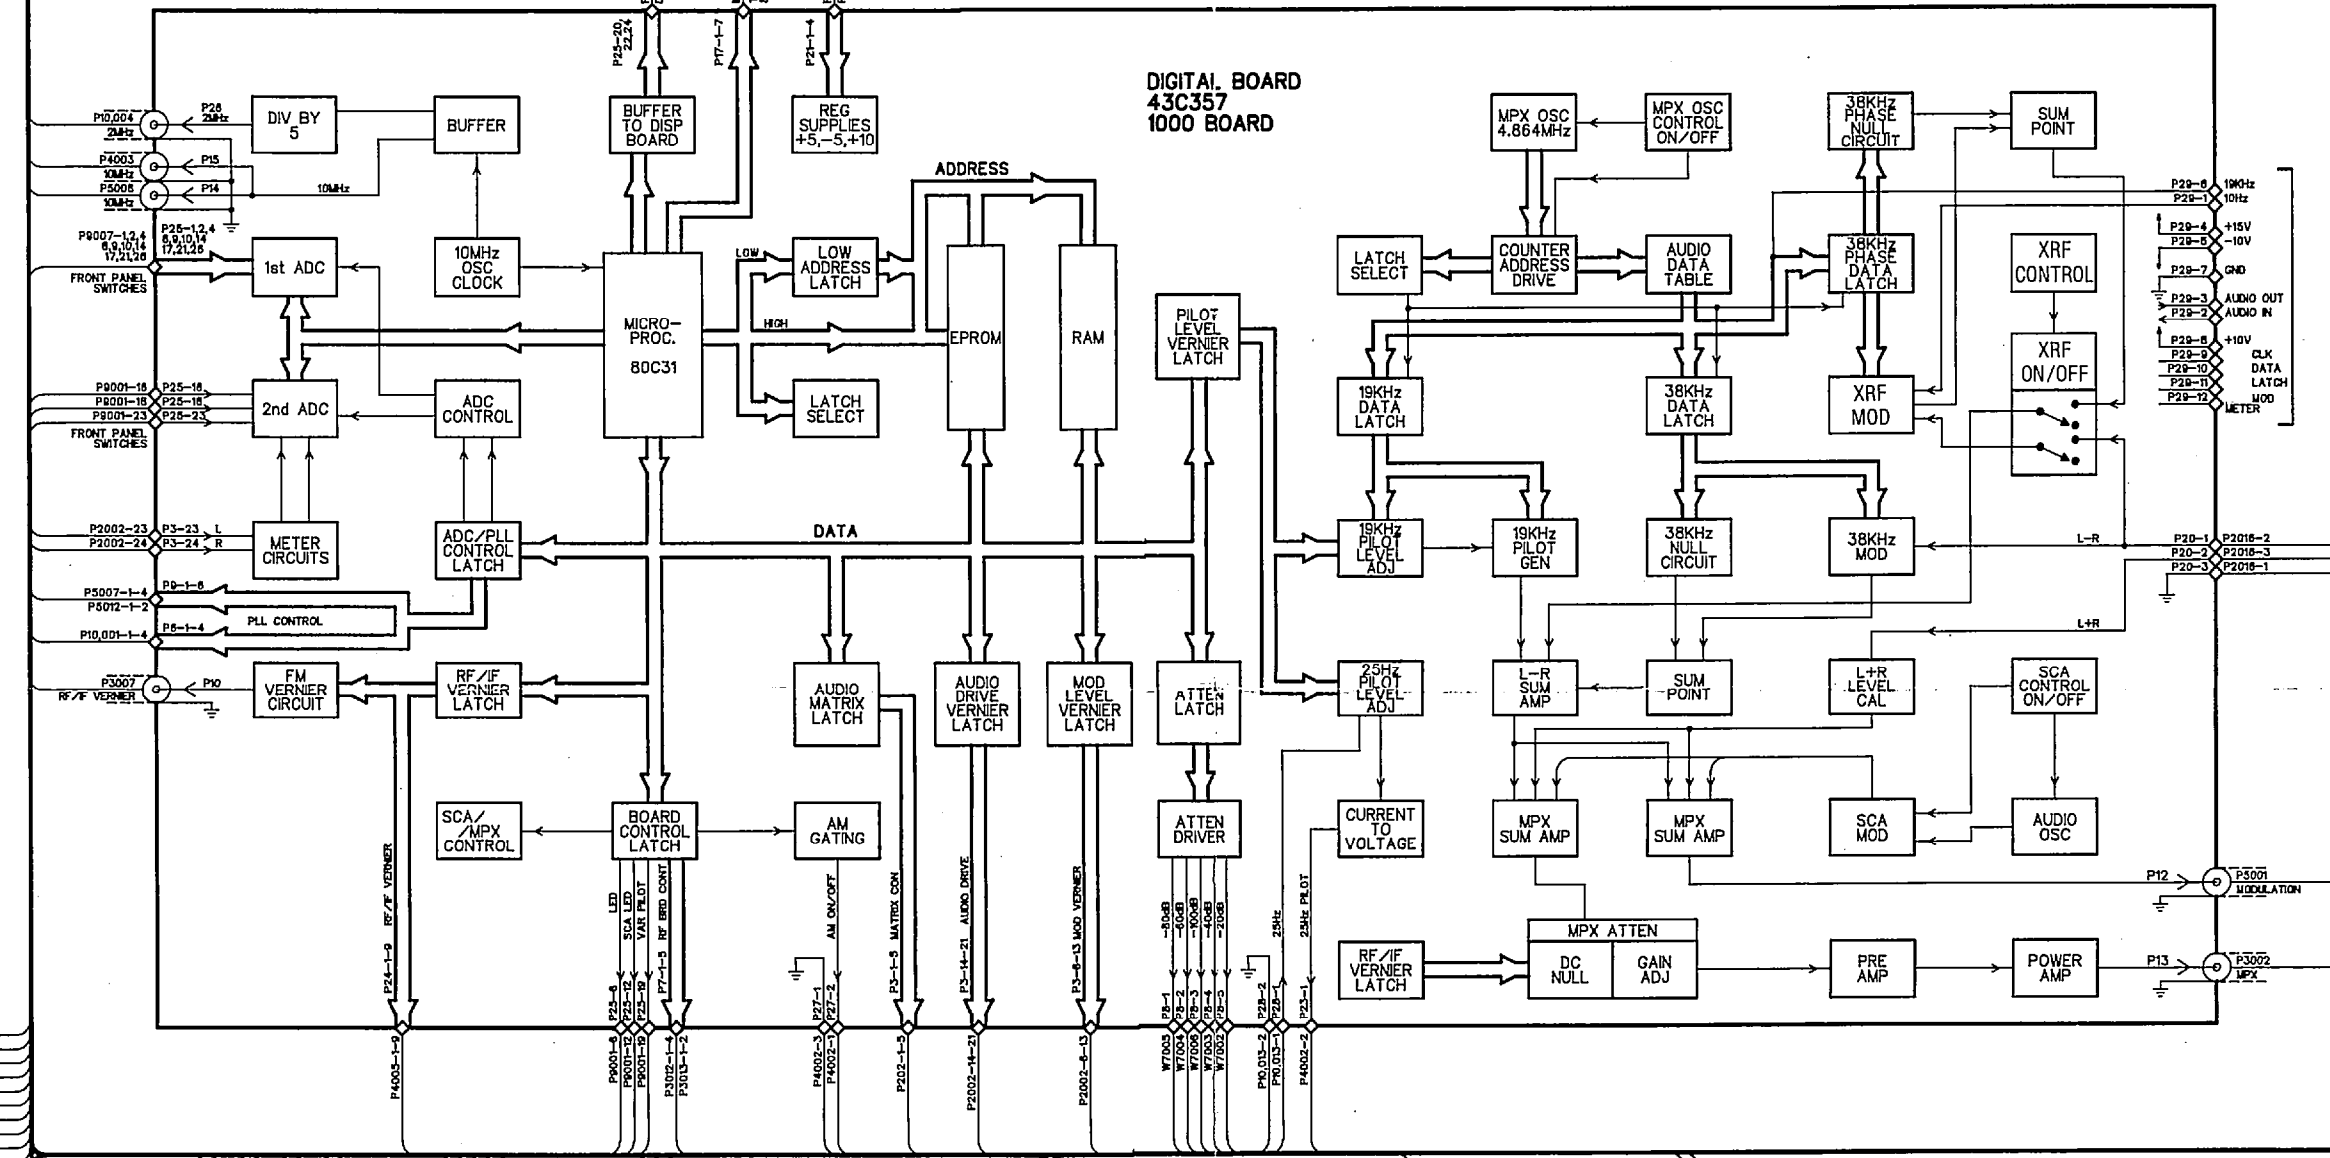 P25-20,
22,24
P17-1-7
P21-1-4
DIGITAL BOARD
43C357
1000 BOARD
P10,004
2MHz
P26
2MHz
DIV BY
5
BUFFER
BUFFER
TO DISP
BOARD
REG
SUPPLIES
+5,-5,+10
MPX OSC
4.864MHz
MPX OSC
CONTROL
ON/OFF
38KHz
PHASE
NULL
CIRCUIT
SUM
POINT
P4003
10MHz
P15
P5006
10MHz
P14
10MHz
ADDRESS
P29-6
19KHz
P29-1
10Hz
P29-4
+15V
P29-5
-10V
P29-7
GND
P29-3
AUDIO OUT
P29-2
AUDIO IN
P29-8
+10V
P29-9
CLK
P29-10
DATA
P29-11
LATCH
P29-12
MOD
METER
P9007-1,2,4
6,9,10,14
17,21,26
P25-1,2,4
6,9,10,14
17,21,26
FRONT PANEL
SWITCHES
1st ADC
10MHz
OSC
CLOCK
MICRO-
PROC.
80C31
LOW
LOW
ADDRESS
LATCH
HIGH
EPROM
RAM
LATCH
SELECT
PILOT
LEVEL
VERNIER
LATCH
LATCH
SELECT
COUNTER
ADDRESS
DRIVE
AUDIO
DATA
TABLE
38KHz
PHASE
DATA
LATCH
XRF
CONTROL
XRF
ON/OFF
P9001-16
P25-16
P9001-18
P25-18
P9001-23
P25-23
FRONT PANEL
SWITCHES
2nd ADC
ADC
CONTROL
19KHz
DATA
LATCH
38KHz
DATA
LATCH
XRF
MOD
P2002-23
P3-23
L
P2002-24
P3-24
R
METER
CIRCUITS
ADC/PLL
CONTROL
LATCH
DATA
19KHz
PILOT
LEVEL
ADJ
19KHz
PILOT
GEN
38KHz
NULL
CIRCUIT
38KHz
MOD
L-R
P20-1
P2016-2
P20-2
P2016-3
P20-3
P2016-1
P5007-1-4
P9-1-6
P5012-1-2
PLL CONTROL
P10,001-1-4
P6-1-4
L+R
P3007
RF/IF VERNIER
P10
FM
VERNIER
CIRCUIT
RF/IF
VERNIER
LATCH
AUDIO
MATRIX
LATCH
AUDIO
DRIVE
VERNIER
LATCH
MOD
LEVEL
VERNIER
LATCH
ATTEN
LATCH
25Hz
PILOT
LEVEL
ADJ
L-R
SUM
AMP
SUM
POINT
L+R
LEVEL
CAL
SCA
CONTROL
ON/OFF
SCA/
/MPX
CONTROL
BOARD
CONTROL
LATCH
AM
GATING
ATTEN
DRIVER
CURRENT
TO
VOLTAGE
MPX
SUM AMP
MPX
SUM AMP
SCA
MOD
AUDIO
OSC
P12
P5001
MODULATION
MPX ATTEN
RF/IF
VERNIER
LATCH
DC
NULL
GAIN
ADJ
PRE
AMP
POWER
AMP
P13
P3002
MPX
P24-1-9 RF/IF VERNIER
P25-6 LED
P25-12 SCA LED
P25-19 VAR PILOT
P7-1-5 RF BRD CONT
P27-1
P27-2 AM ON/OFF
P3-1-5 MATRIX CON
P3-14-21 AUDIO DRIVE
P3-6-13 MOD VERNIER
P8-1 -80dB
P8-2 -60dB
P8-3 -100dB
P8-4 -40dB
P8-5 -20dB
P28-2
P28-1 25Hz
P23-1 25Hz PILOT
P4005-1-9
P9001-6
P9001-12
P9001-19
P3012-1-4
P3013-1-2
P4002-3
P4002-1
P202-1-5
P2002-14-21
P2002-6-13
W7005
W7004
W7006
W7003
W7002
P10,013-2
P10,013-1
P4002-2